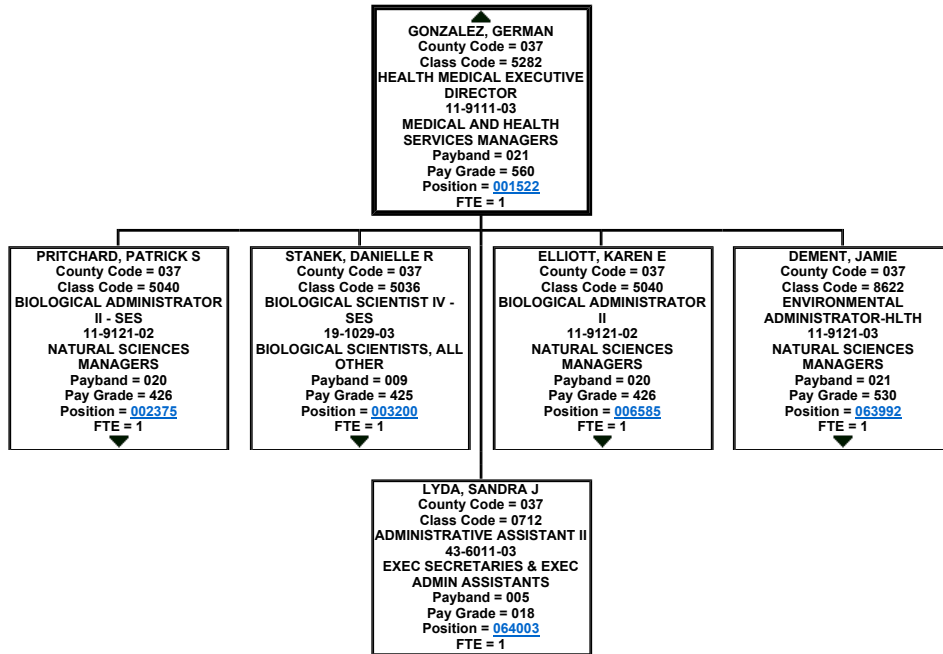 GONZALEZ, GERMAN
County Code = 037
Class Code = 5282
HEALTH MEDICAL EXECUTIVE
DIRECTOR
11-9111-03
MEDICAL AND HEALTH
SERVICES MANAGERS
Payband = 021
Pay Grade = 560
Position = 001522
FTE = 1
PRITCHARD, PATRICK S
County Code = 037
Class Code = 5040
BIOLOGICAL ADMINISTRATOR
II - SES
11-9121-02
NATURAL SCIENCES
MANAGERS
Payband = 020
Pay Grade = 426
Position = 002375
FTE = 1
STANEK, DANIELLE R
County Code = 037
Class Code = 5036
BIOLOGICAL SCIENTIST IV -
SES
19-1029-03
BIOLOGICAL SCIENTISTS, ALL
OTHER
Payband = 009
Pay Grade = 425
Position = 003200
FTE = 1
ELLIOTT, KAREN E
County Code = 037
Class Code = 5040
BIOLOGICAL ADMINISTRATOR
II
11-9121-02
NATURAL SCIENCES
MANAGERS
Payband = 020
Pay Grade = 426
Position = 006585
FTE = 1
DEMENT, JAMIE
County Code = 037
Class Code = 8622
ENVIRONMENTAL
ADMINISTRATOR-HLTH
11-9121-03
NATURAL SCIENCES
MANAGERS
Payband = 021
Pay Grade = 530
Position = 063992
FTE = 1
LYDA, SANDRA J
County Code = 037
Class Code = 0712
ADMINISTRATIVE ASSISTANT II
43-6011-03
EXEC SECRETARIES & EXEC
ADMIN ASSISTANTS
Payband = 005
Pay Grade = 018
Position = 064003
FTE = 1